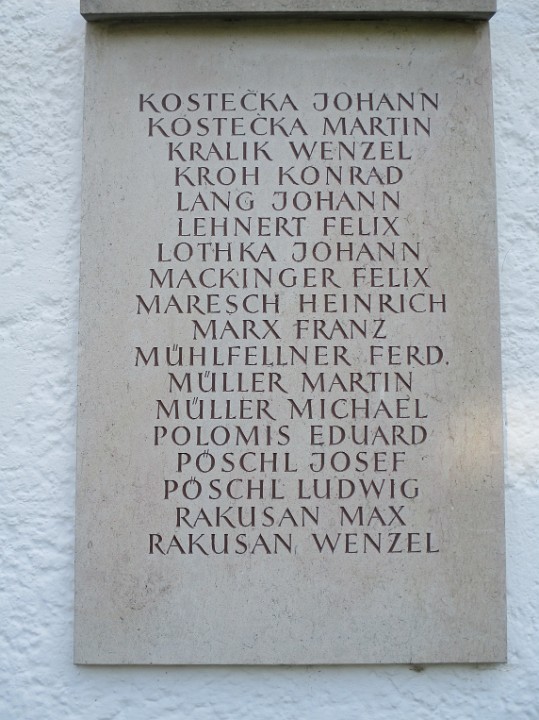 KOSTEČKA JOHANN
KOSTEČKA MARTIN
KRALIK WENZEL
KROH KONRAD
LANG JOHANN
LEHNERT FELIX
LOTHKA JOHANN
MACKINGER FELIX
MARESCH HEINRICH
MARX FRANZ
MÜHLFELLNER FERD.
MÜLLER MARTIN
MÜLLER MICHAEL
POLOMIS EDUARD
PÖSCHL JOSEF
PÖSCHL LUDWIG
RAKUSAN MAX
RAKUSAN WENZEL